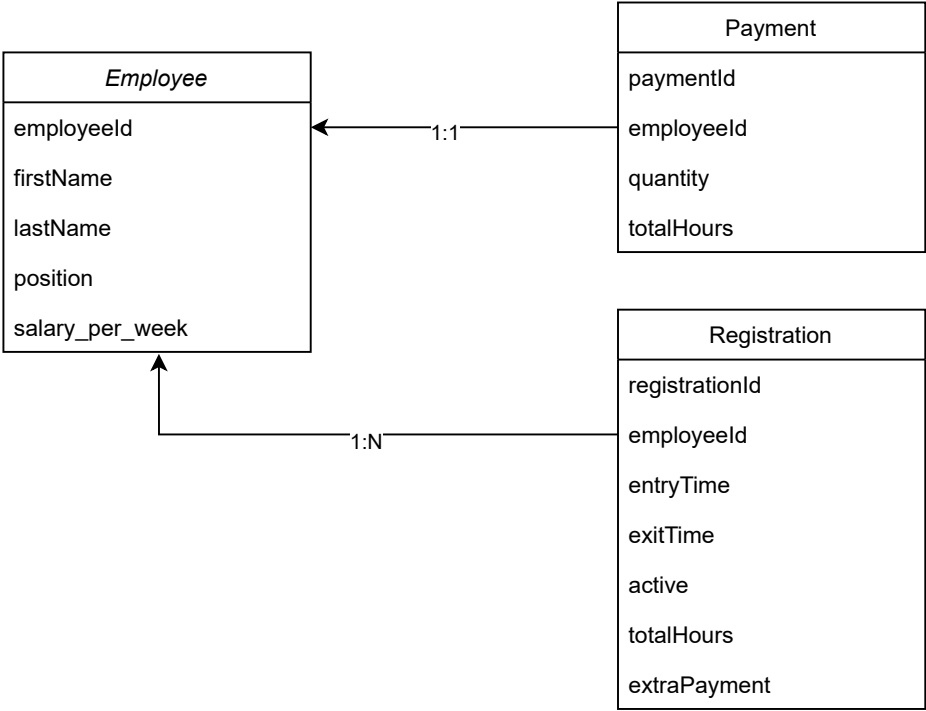 Employee
employeeId
firstName
lastName
position
salary_per_week
1:1
Payment
paymentId
employeeId
quantity
totalHours
1:N
Registration
registrationId
employeeId
entryTime
exitTime
active
totalHours
extraPayment